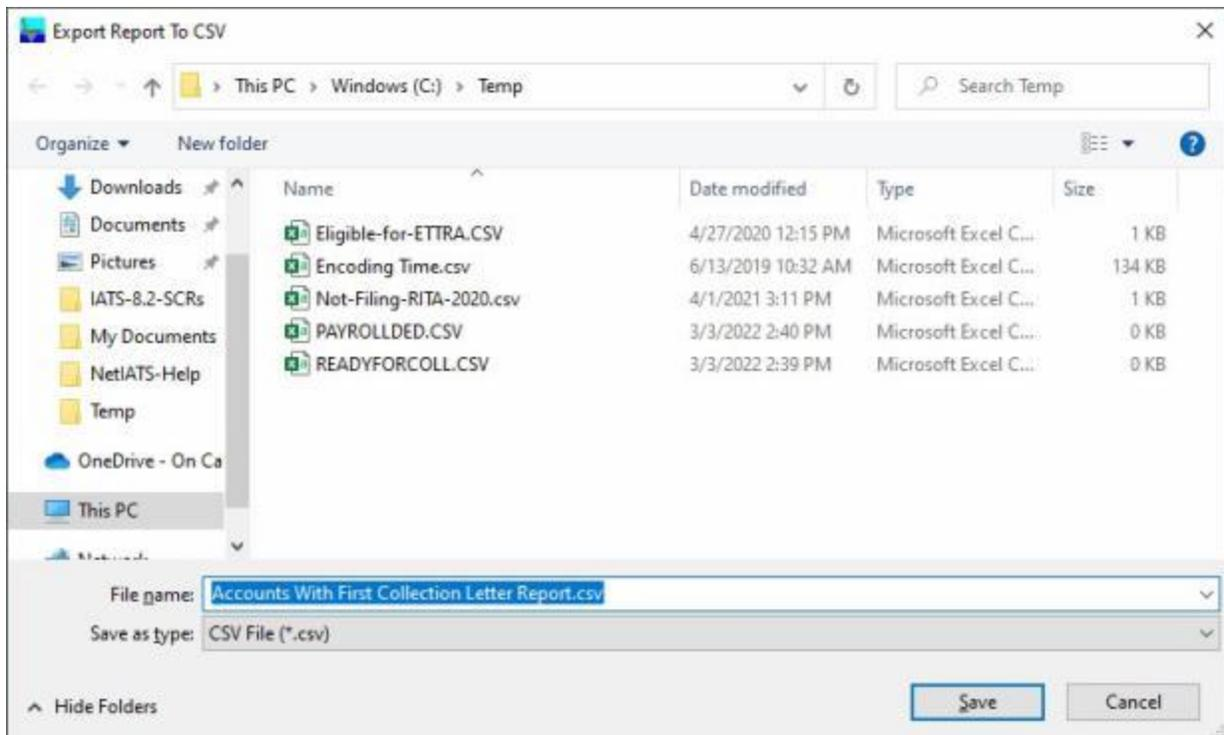 Export Report To CSV
This PC > Windows (C:) > Temp
Search Temp
Organize
New folder
Name
Date modified
Type
Size
Downloads
Documents
Pictures
IATS-8.2-SCRs
My Documents
NetIATS-Help
Temp
OneDrive - On Ca
This PC
Network
Eligible-for-ETTRA.CSV 4/27/2020 12:15 PM Microsoft Excel C... 1 KB
Encoding Time.csv 6/13/2019 10:32 AM Microsoft Excel C... 134 KB
Not-Filing-RITA-2020.csv 4/1/2021 3:11 PM Microsoft Excel C... 1 KB
PAYROLLDED.CSV 3/3/2022 2:40 PM Microsoft Excel C... 0 KB
READYFORCOLL.CSV 3/3/2022 2:39 PM Microsoft Excel C... 0 KB
File name: Accounts With First Collection Letter Report.csv
Save as type: CSV File (*.csv)
Hide Folders
Save
Cancel